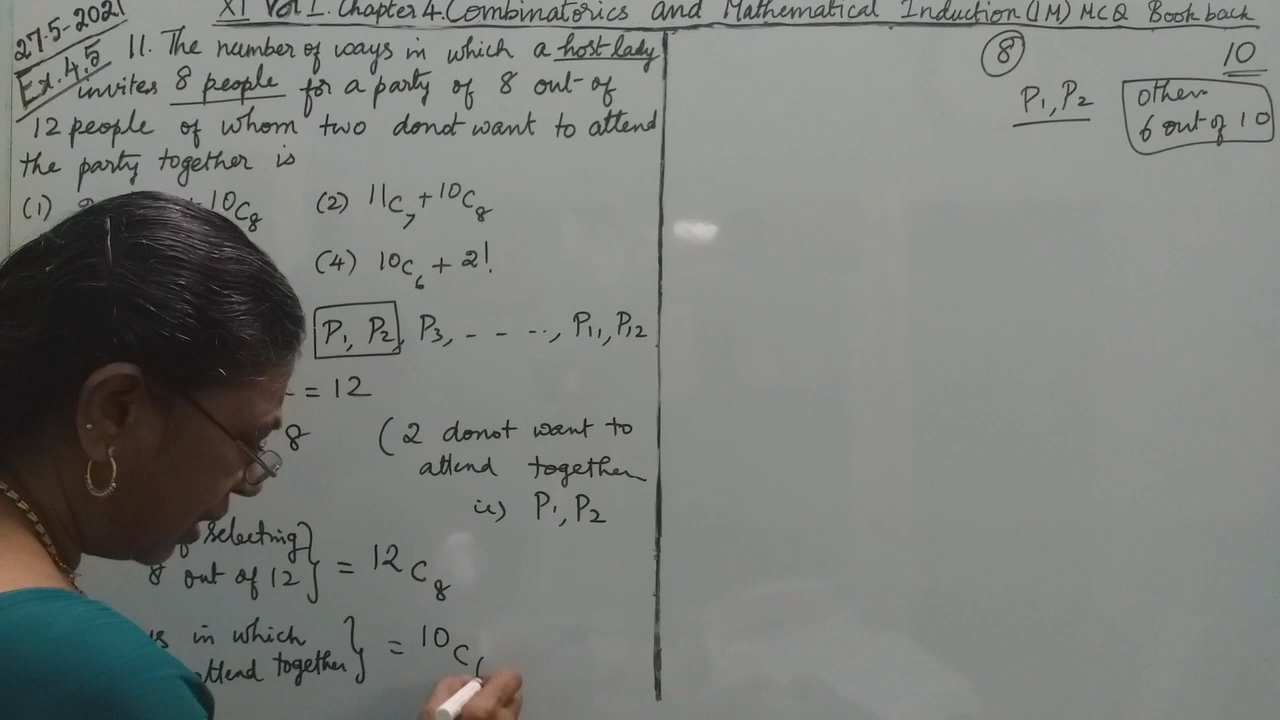 XI Vol I. Chapter 4. Combinatorics and Mathematical Induction (IM) MCQ Book back
27-5-2021
Ex. 4.5
11. The number of ways in which a host lady
invites 8 people for a party of 8 out of
12 people of whom two donot want to attend
the party together is
(1) 10C8
(2) 11C7 + 10C8
(4) 10C6 + 2!
P1, P2, P3, - - - .., P11, P12
= 12
8 (2 donot want to
attend together
ie) P1, P2
selecting
8 out of 12} = 12C8
in which
attend together} = 10C
8
10
P1, P2
other
6 out of 10